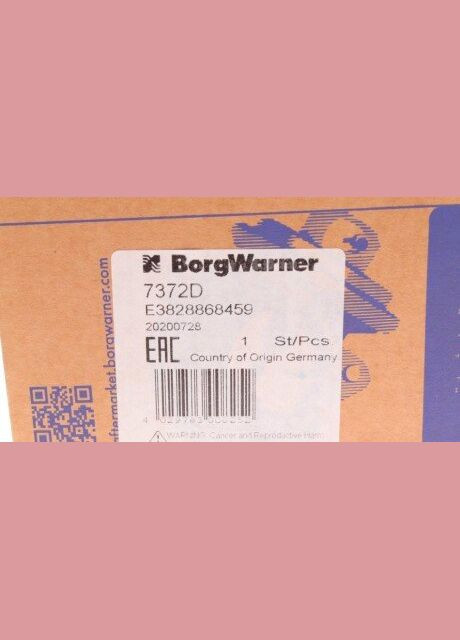 BorgWarner
7372D
E3828868459
20200728
EAC
1 St/Pcs
Country of Origin Germany
WARNING: Cancer and Reproductive Harm
aftermarket.borgwarner.com